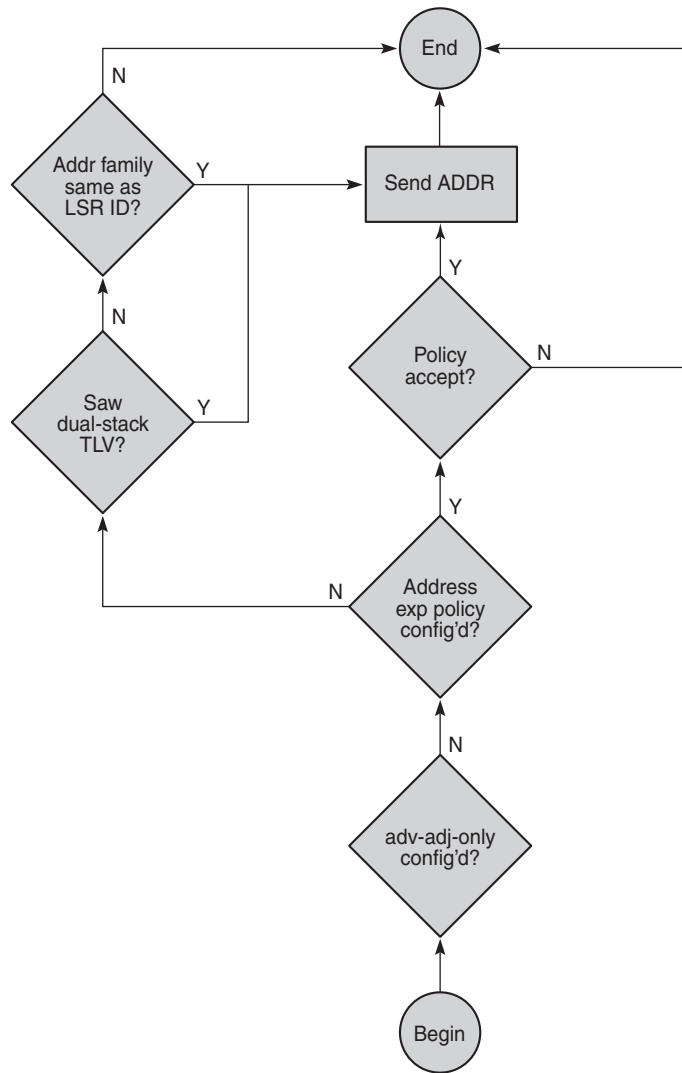 End
N
Addr family
same as
LSR ID?
Y
Send ADDR
N
Y
Saw
dual-stack
TLV?
Y
Policy
accept?
N
Y
N
Address
exp policy
config'd?
N
adv-adj-only
config'd?
Begin